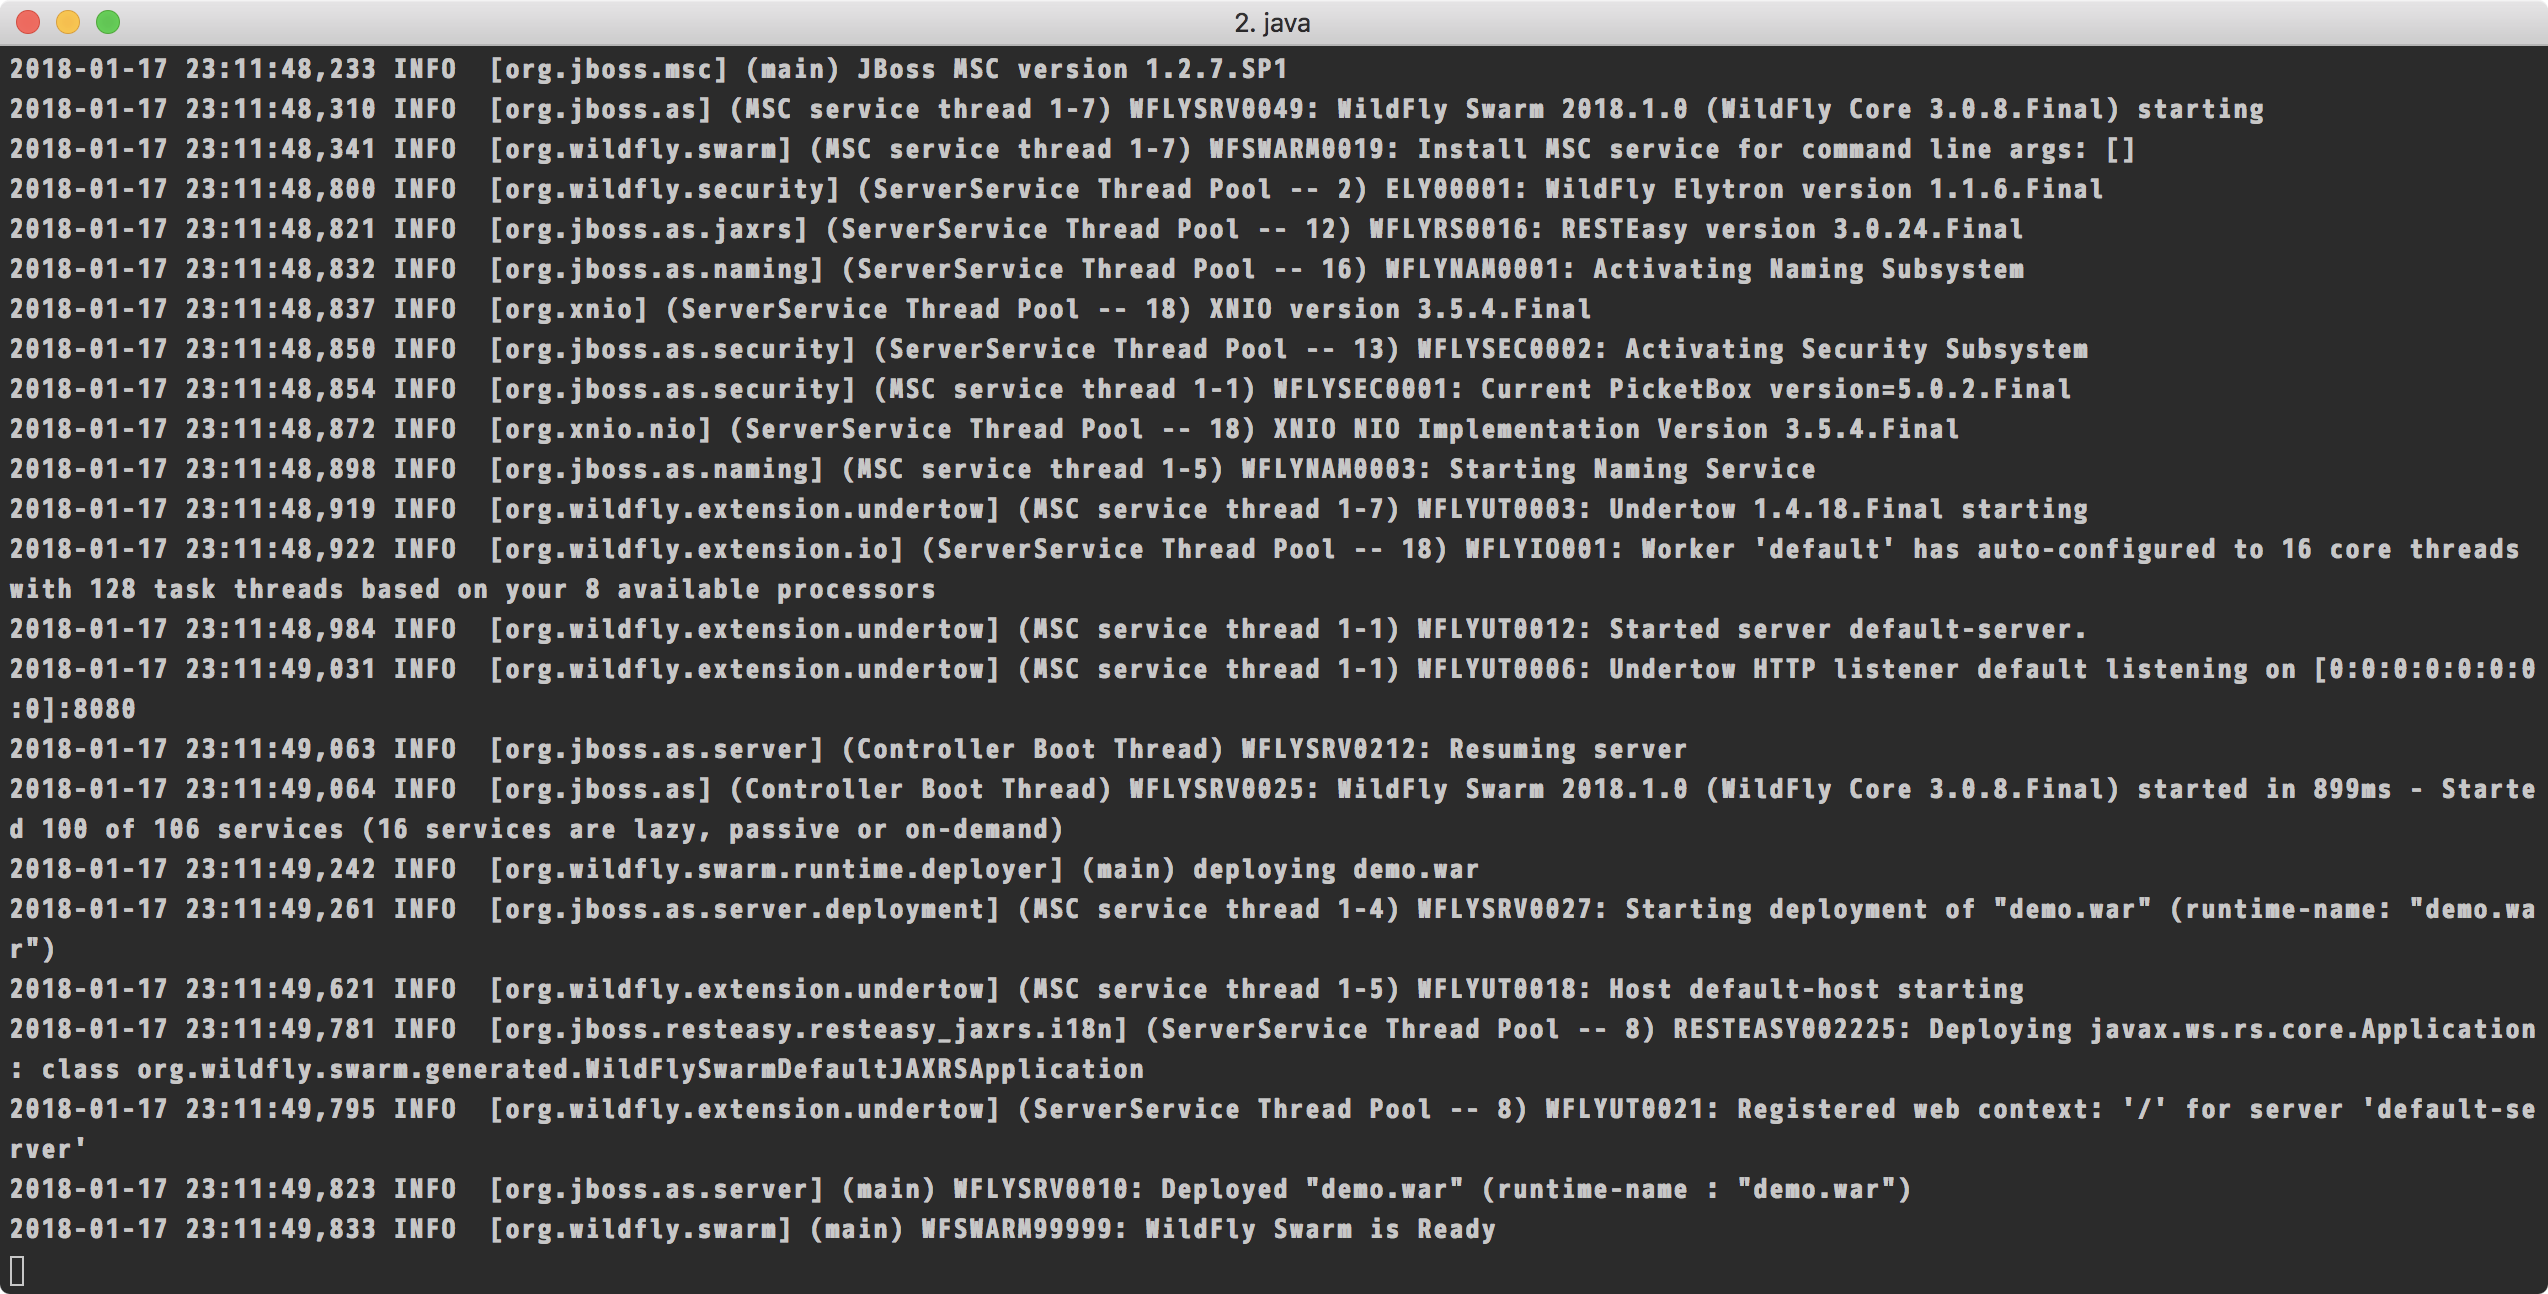 2. java
2018-01-17 23:11:48,233 INFO  [org.jboss.msc] (main) JBoss MSC version 1.2.7.SP1
2018-01-17 23:11:48,310 INFO  [org.jboss.as] (MSC service thread 1-7) WFLYSRV0049: WildFly Swarm 2018.1.0 (WildFly Core 3.0.8.Final) starting
2018-01-17 23:11:48,341 INFO  [org.wildfly.swarm] (MSC service thread 1-7) WFSWARM0019: Install MSC service for command line args: []
2018-01-17 23:11:48,800 INFO  [org.wildfly.security] (ServerService Thread Pool -- 2) ELY00001: WildFly Elytron version 1.1.6.Final
2018-01-17 23:11:48,821 INFO  [org.jboss.as.jaxrs] (ServerService Thread Pool -- 12) WFLYRS0016: RESTEasy version 3.0.24.Final
2018-01-17 23:11:48,832 INFO  [org.jboss.as.naming] (ServerService Thread Pool -- 16) WFLYNAM0001: Activating Naming Subsystem
2018-01-17 23:11:48,837 INFO  [org.xnio] (ServerService Thread Pool -- 18) XNIO version 3.5.4.Final
2018-01-17 23:11:48,850 INFO  [org.jboss.as.security] (ServerService Thread Pool -- 13) WFLYSEC0002: Activating Security Subsystem
2018-01-17 23:11:48,854 INFO  [org.jboss.as.security] (MSC service thread 1-1) WFLYSEC0001: Current PicketBox version=5.0.2.Final
2018-01-17 23:11:48,872 INFO  [org.xnio.nio] (ServerService Thread Pool -- 18) XNIO NIO Implementation Version 3.5.4.Final
2018-01-17 23:11:48,898 INFO  [org.jboss.as.naming] (MSC service thread 1-5) WFLYNAM0003: Starting Naming Service
2018-01-17 23:11:48,919 INFO  [org.wildfly.extension.undertow] (MSC service thread 1-7) WFLYUT0003: Undertow 1.4.18.Final starting
2018-01-17 23:11:48,922 INFO  [org.wildfly.extension.io] (ServerService Thread Pool -- 18) WFLYIO001: Worker 'default' has auto-configured to 16 core threads
with 128 task threads based on your 8 available processors
2018-01-17 23:11:48,984 INFO  [org.wildfly.extension.undertow] (MSC service thread 1-1) WFLYUT0012: Started server default-server.
2018-01-17 23:11:49,031 INFO  [org.wildfly.extension.undertow] (MSC service thread 1-1) WFLYUT0006: Undertow HTTP listener default listening on [0:0:0:0:0:0:0
:0]:8080
2018-01-17 23:11:49,063 INFO  [org.jboss.as.server] (Controller Boot Thread) WFLYSRV0212: Resuming server
2018-01-17 23:11:49,064 INFO  [org.jboss.as] (Controller Boot Thread) WFLYSRV0025: WildFly Swarm 2018.1.0 (WildFly Core 3.0.8.Final) started in 899ms - Starte
d 100 of 106 services (16 services are lazy, passive or on-demand)
2018-01-17 23:11:49,242 INFO  [org.wildfly.swarm.runtime.deployer] (main) deploying demo.war
2018-01-17 23:11:49,261 INFO  [org.jboss.as.server.deployment] (MSC service thread 1-4) WFLYSRV0027: Starting deployment of "demo.war" (runtime-name: "demo.wa
r")
2018-01-17 23:11:49,621 INFO  [org.wildfly.extension.undertow] (MSC service thread 1-5) WFLYUT0018: Host default-host starting
2018-01-17 23:11:49,781 INFO  [org.jboss.resteasy.resteasy_jaxrs.i18n] (ServerService Thread Pool -- 8) RESTEASY002225: Deploying javax.ws.rs.core.Application
: class org.wildfly.swarm.generated.WildFlySwarmDefaultJAXRSApplication
2018-01-17 23:11:49,795 INFO  [org.wildfly.extension.undertow] (ServerService Thread Pool -- 8) WFLYUT0021: Registered web context: '/' for server 'default-se
rver'
2018-01-17 23:11:49,823 INFO  [org.jboss.as.server] (main) WFLYSRV0010: Deployed "demo.war" (runtime-name : "demo.war")
2018-01-17 23:11:49,833 INFO  [org.wildfly.swarm] (main) WFSWARM99999: WildFly Swarm is Ready